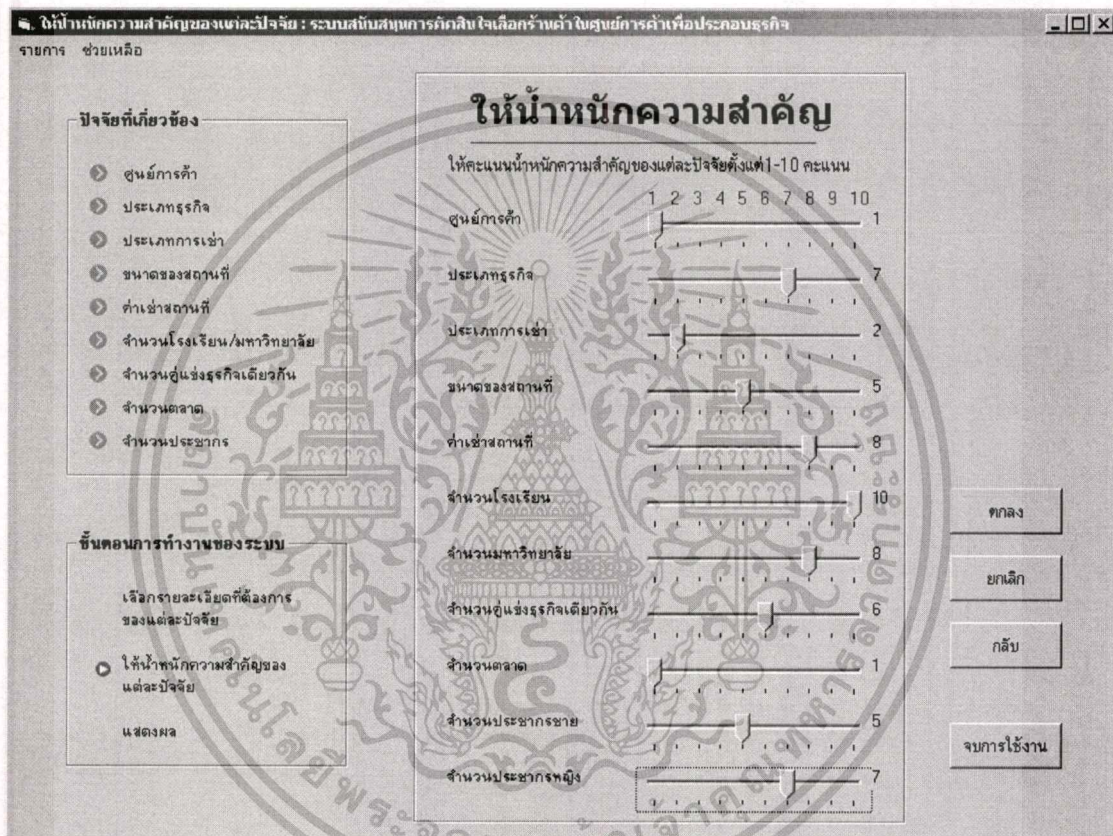 ให้น้ำหนักความสำคัญของแต่ละปัจจัย : ระบบสนับสนุนการตัดสินใจเลือกร้านค้าในศูนย์การค้าเพื่อประกอบธุรกิจ
รายการ ช่วยเหลือ
ปัจจัยที่เกี่ยวข้อง
ศูนย์การค้า
ประเภทธุรกิจ
ประเภทการเช่า
ขนาดของสถานที่
ค่าเช่าสถานที่
จำนวนโรงเรียน/มหาวิทยาลัย
จำนวนคู่แข่งธุรกิจเดียวกัน
จำนวนตลาด
จำนวนประชากร
ขั้นตอนการทำงานของระบบ
เลือกรายละเอียดที่ต้องการ
ของแต่ละปัจจัย
ให้น้ำหนักความสำคัญของ
แต่ละปัจจัย
แสดงผล
ให้น้ำหนักความสำคัญ
ให้คะแนนน้ำหนักความสำคัญของแต่ละปัจจัยตั้งแต่1-10 คะแนน
1 2 3 4 5 6 7 8 9 10
ศูนย์การค้า 1
ประเภทธุรกิจ 7
ประเภทการเช่า 2
ขนาดของสถานที่ 5
ค่าเช่าสถานที่ 8
จำนวนโรงเรียน 10
จำนวนมหาวิทยาลัย 8
จำนวนคู่แข่งธุรกิจเดียวกัน 6
จำนวนตลาด 1
จำนวนประชากรชาย 5
จำนวนประชากรหญิง 7
ตกลง
ยกเลิก
กลับ
จบการใช้งาน